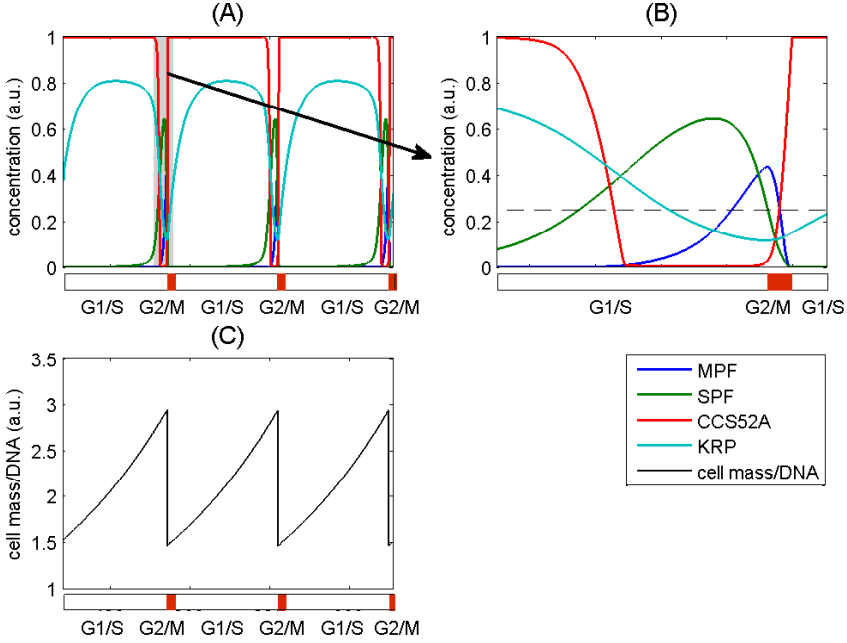 (A)
concentration (a.u.)
1
0.8
0.6
0.4
0.2
0
G1/S G2/M G1/S G2/M G1/S G2/M
(B)
concentration (a.u.)
1
0.8
0.6
0.4
0.2
0
G1/S G2/M G1/S
(C)
cell mass/DNA (a.u.)
3.5
3
2.5
2
1.5
1
G1/S G2/M G1/S G2/M G1/S G2/M
MPF
SPF
CCS52A
KRP
cell mass/DNA